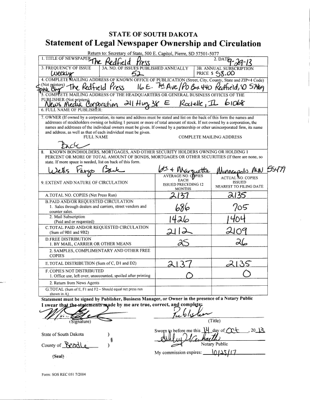 STATE OF SOUTH DAKOTA
Statement of Legal Newspaper Ownership and Circulation
Return to: Secretary of State, 500 E. Capitol, Pierre, SD 57501-5077
1. TITLE OF NEWSPAPER The Redfield Press 2. DATE 9-24-13
3. FREQUENCY OF ISSUE Weekly
3A. NO. OF ISSUES PUBLISHED ANNUALLY 52
3B. ANNUAL SUBSCRIPTION PRICE $ 58.00
4. COMPLETE MAILING ADDRESS OF KNOWN OFFICE OF PUBLICATION (Street, City, County, State and ZIP+4 Code)
(Not printer) The Redfield Press 16 E. 7th Ave/PO Box 440 Redfield, SD 57469
5. COMPLETE MAILING ADDRESS OF THE HEADQUARTERS OR GENERAL BUSINESS OFFICES OF THE
PUBLISHER (Not printer)
News Media Corporation 211 Hwy 38 E Rochelle, IL 61068
6. FULL NAME OF PUBLISHER:
7. OWNER (If owned by a corporation, its name and address must be stated and list on the back of this form the names and
addresses of stockholders owning or holding 1 percent or more of total amount of stock. If not owned by a corporation, the
names and addresses of the individual owners must be given. If owned by a partnership or other unincorporated firm, its name
and address, as well as that of each individual must be given.
FULL NAME COMPLETE MAILING ADDRESS
Back
8. KNOWN BONDHOLDERS, MORTGAGES, AND OTHER SECURITY HOLDERS OWNING OR HOLDING 1
PERCENT OR MORE OF TOTAL AMOUNT OF BONDS, MORTGAGES OR OTHER SECURITIES (If there are none, so
state. If more space is needed, list on back of this form.
Wells Fargo Bank 6th & Marquette Minneapolis MN 55479
9. EXTENT AND NATURE OF CIRCULATION
AVERAGE NO. COPIES EACH ISSUED PRECEDING 12 MONTHS
ACTUAL NO. COPIES ISSUED NEAREST TO FILING DATE
A. TOTAL NO. COPIES (Net Press Run) 2137 2135
B. PAID AND/OR REQUESTED CIRCULATION
1. Sales through dealers and carriers, street vendors and
counter sales. 686 705
2. Mail Subscription
(Paid and or requested) 1426 1404
C. TOTAL PAID AND/OR REQUESTED CIRCULATION
(Sum of 9B1 and 9B2) 2112 2109
D. FREE DISTRIBUTION
1. BY MAIL, CARRIER OR OTHER MEANS 25 26
2. SAMPLES, COMPLIMENTARY AND OTHER FREE
COPIES
E. TOTAL DISTRIBUTION (Sum of C, D1 and D2) 2137 2135
F. COPIES NOT DISTRIBUTED
1. Office use, left over, unaccounted, spoiled after printing 0 0
2. Return from News Agents
G. TOTAL (Sum of E, F1 and F2 - Should equal net press run
shown in A)
Statement must be signed by Publisher, Business Manager, or Owner in the presence of a Notary Public
I swear that the statements made by me are true, correct, and complete.
Publisher
(Signature) (Title)
State of South Dakota )
Sworn to before me this 14 day of Oct, 2013
County of Beadle )
Notary Public
(Seal)
My commission expires: 10/25/17
Form: SOS REC 051 7/2004